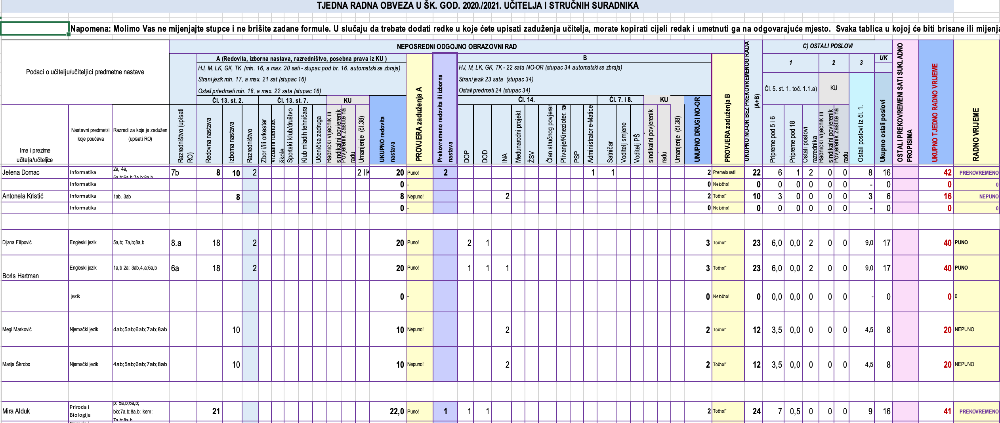 TJEDNA RADNA OBVEZA U ŠK. GOD. 2020./2021. UČITELJA I STRUČNIH SURADNIKA
Napomena: Molimo Vas ne mijenjajte stupce i ne brišite zadane formule. U slučaju da trebate dodati redke u koje ćete upisati zaduženja učitelja, morate kopirati cijeli redak i umetnuti ga na odgovarajuće mjesto. Svaka tablica u kojoj će biti brisane ili
Podaci o učitelju/učiteljici predmetne nastave
NEPOSREDNI ODGOJNO OBRAZOVNI RAD
A (Redovita, izborna nastava, razredništvo, posebna prava iz KU )
HJ, M, LK, GK, TK (min. 16, a max. 20 sati - stupac pod br. 16. automatski se zbraja)
Strani jezik min. 17, a max. 21 sat (stupac 16)
Ostali prtedmeti min. 18, a max. 22 sata (stupac 16)
B
HJ, M, LK, GK, TK - 22 sata NO-OR (stupac 34 automatski se zbraja)
Strani jezik 23 sata (stupac 34)
Ostali predmeti 24 (stupac 34)
C) OSTALI POSLOVI
1 2 3 UK
Čl. 5. st. 1. toč. 1.1.a) KU
Čl. 13. st. 2. Čl. 13. st. 7. KU Čl. 14. Čl. 7. i 8. KU
Ime i prezime
učitelja/učiteljice
Nastavni predmet/i
koje poučava
Razredi za koje je zadužen
(upisati RO)
Razredništvo (upisati
RO)
Redovna nastava
Izborna nastava
Razredništvo
Zbor i/ili orkestar
škole
Sportski klub/društvo
Klub mladih tehničara
Učenička zadruga
Radnički vijećnik ili
sindikalni povjerenik
Povjerenik zaštite na
radu
Umanjenje (čl.38)
UKUPNO redovita
nastava
PROVJERA zaduženja A
Prekovremeno redovita ili izborna
nastava
DOP
DOD
INA
Međunarodni projekt
ŽSV
Član stručnog
Plivanje/Kinezioter.
PSP
Administrator e-Matice
Satničar
Voditelj smjene
Voditelj PŠ
sindikalni povjerenik
radu
Umanjenje (čl.38)
UNUPNO DRUGI NO-OR
PROVJERA zaduženja B
UKUPNO NO-OR BEZ PREKOVREMENOG RADA
(A+B)
Pripreme pod 5 i 6
Pripreme pod 18
Ostali poslovi
razrednika
Radnički vijećnik ili
sindikalni povjerenik
Povjerenik zaštite na
radu
Ostali poslovi iz čl. 1.
Ukupno ostali poslovi
OSTALI PREKOVREMENI SATI SUKLADNO
PROPISIMA
UKUPNO TJEDNO RADNO VRIJEME
RADNO VRIJEME
Jelena Domac Informatika 2a, 4a, 5a,b;6a,b;7a,b;8a,b 7b 8 10 2 2 IK 20 Puno! 2 1 1 2 Premalo sati! 22 6 1 2 0 0 8 16 42 PREKOVREMENO
Informatika 0 - 0 Netočno! 0 0 0 0 0 0 - 0 0 0
Antonela Kristić Informatika 1ab, 3ab 8 8 Nepuno! 2 2 Točno!" 10 3 0 0 0 0 3 6 16 NEPUNO
Informatika 0 - 0 Netočno! 0 0 0 0 0 0 - 0 0 0
Dijana Filipović Engleski jezik 5a,b; 7a,b;8a,b 8.a 18 2 20 Puno! 2 1 3 Točno!" 23 6,0 0,0 2 0 0 9,0 17 40 PUNO
Boris Hartman Engleski jezik 1a,b 2a; 3ab,4,a;6a,b 6a 18 2 20 Puno! 1 1 1 3 Točno!" 23 6,0 0,0 2 0 0 9,0 17 40 PUNO
jezik 0 - 0 Netočno! 0 0,0 0,0 0 0 0 - 0 0 0
Megi Marković Njemački jezik 4ab;5ab;6ab;7ab;8ab 10 10 Nepuno! 2 2 Točno!" 12 3,5 0,0 0 0 0 4,5 8 20 NEPUNO
Marija Škrobo Njemački jezik 4ab;5ab;6ab;7ab;8ab 10 10 Nepuno! 2 2 Točno!" 12 3,5 0,0 0 0 0 4,5 8 20 NEPUNO
Mira Alduk Priroda i Biologija p: 5a,b;6a,b; bio:7a,b;8a,b; kem: 7a,b;8a,b 21 22,0 Puno! 1 1 1 2 Točno!" 24 7 0,5 0 0 0 9 16 41 PREKOVREMENO